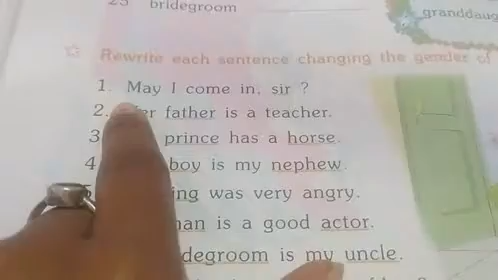 25 bridegroom
granddaug
Rewrite each sentence changing the gender of
1. May I come in, sir ?
2. er father is a teacher.
3 prince has a horse.
4 boy is my nephew.
ing was very angry.
an is a good actor.
degroom is my uncle.